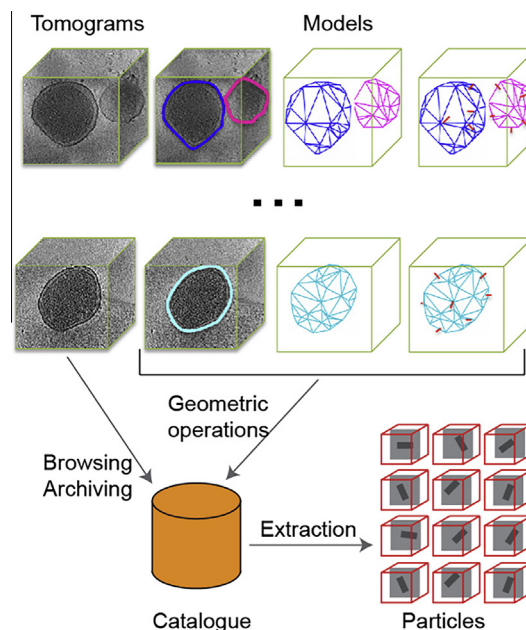 Tomograms
Models
...
Geometric
operations
Browsing
Archiving
Extraction
Catalogue
Particles